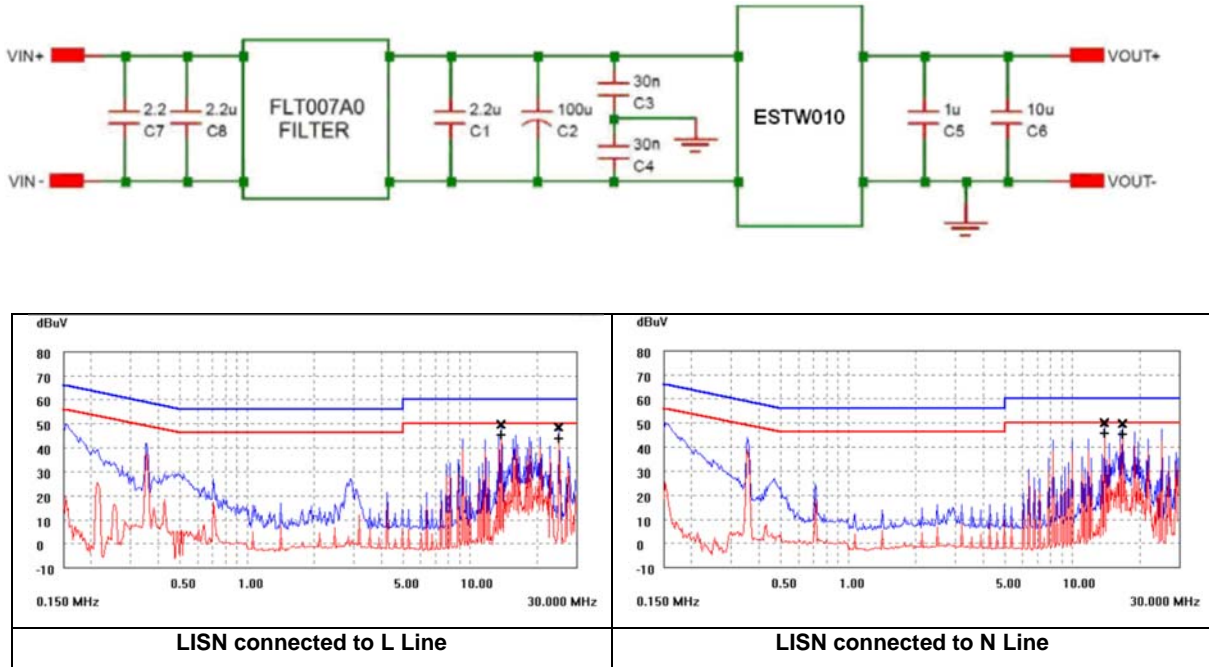 VIN+
VIN -
2.2
C7
2.2u
C8
FLT007A0
FILTER
2.2u
C1
100u
C2
30n
C3
30n
C4
ESTW010
1u
C5
10u
C6
VOUT+
VOUT-
dBuV
80
70
60
50
40
30
20
10
0
-10
0.50
1.00
5.00
10.00
0.150 MHz
30.000 MHz
LISN connected to L Line
dBuV
80
70
60
50
40
30
20
10
0
-10
0.50
1.00
5.00
10.00
0.150 MHz
30.000 MHz
LISN connected to N Line